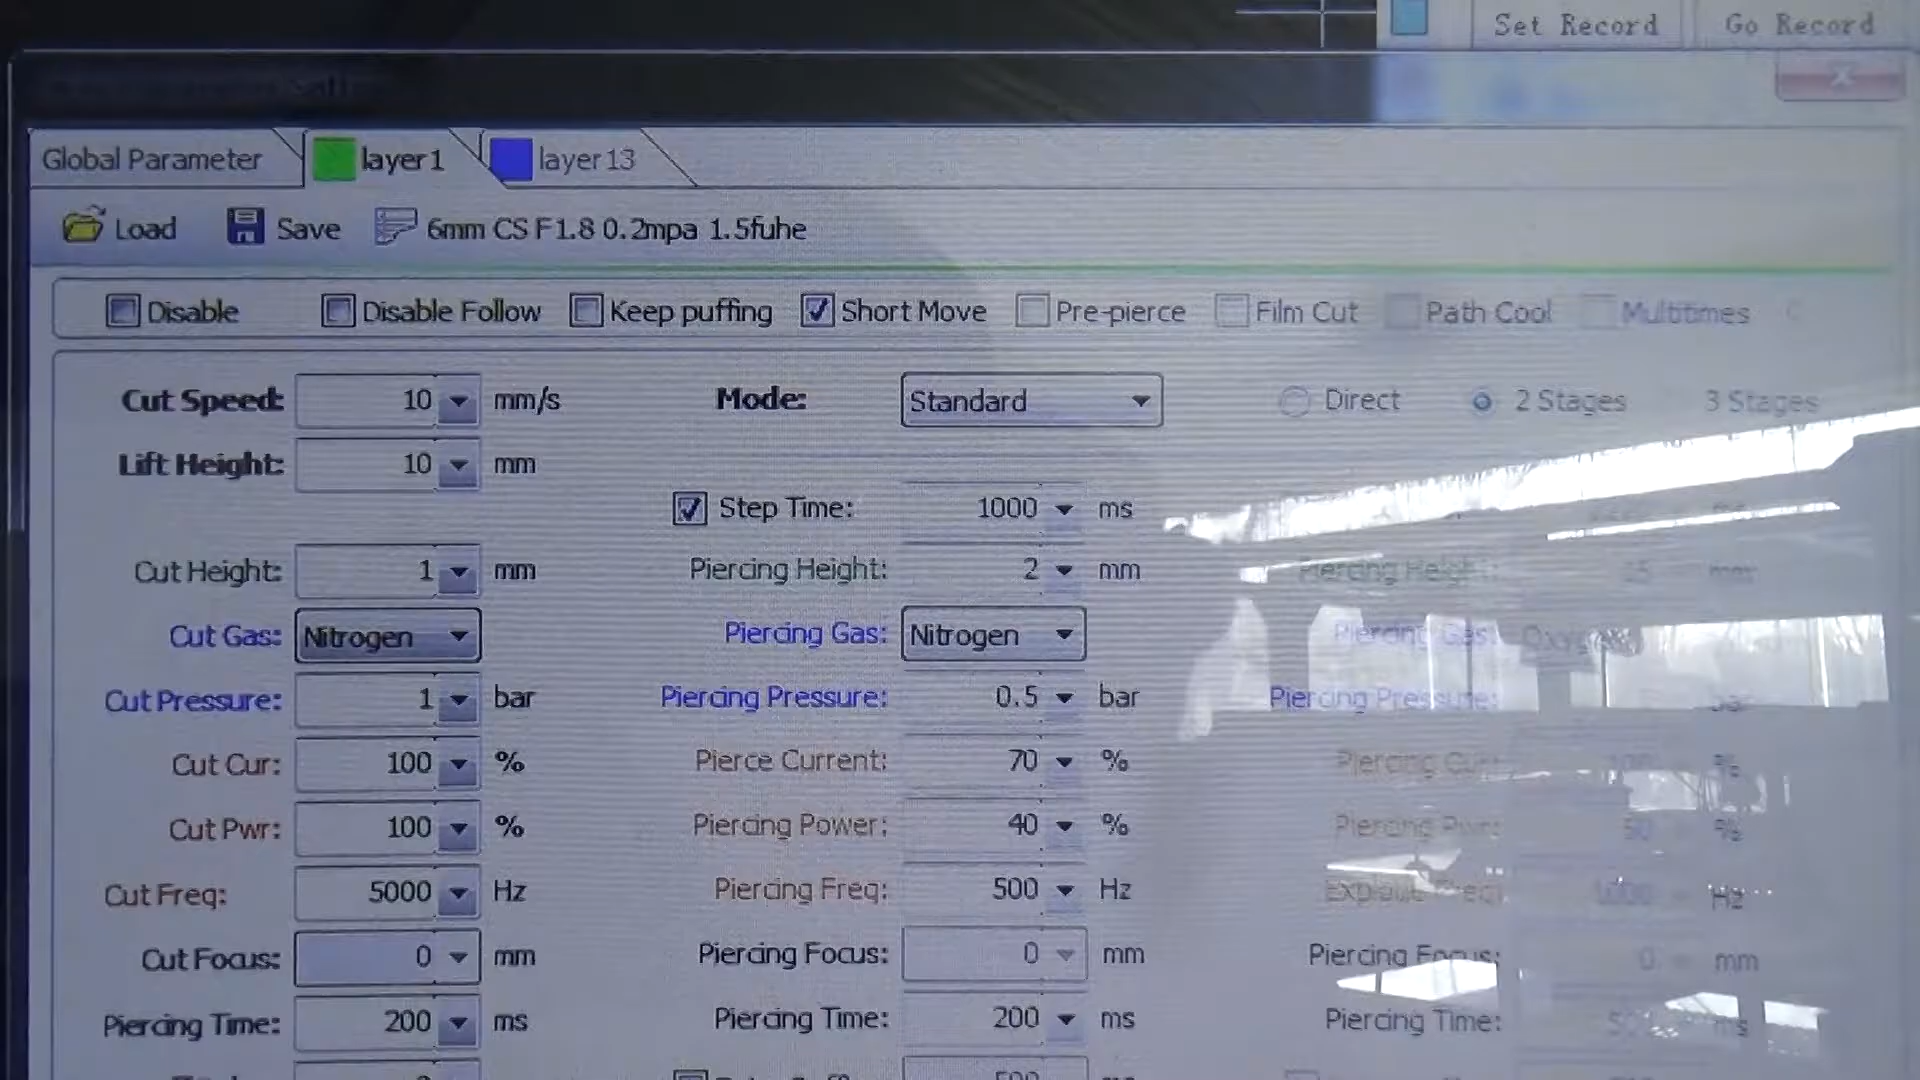 Set Record Go Record
Global Parameter layer1 layer13
Load Save 6mm CS F1.8 0.2mpa 1.5fuhe
Disable Disable Follow Keep puffing Short Move Pre-pierce Film Cut Path Cool Multitimes
Cut Speed: 10 mm/s Mode: Standard Direct 2 Stages 3 Stages
Lift Height: 10 mm
Step Time: 1000 ms
Cut Height: 1 mm Piercing Height: 2 mm Piercing Height: mm
Cut Gas: Nitrogen Piercing Gas: Nitrogen Piercing Gas: Oxygen
Cut Pressure: 1 bar Piercing Pressure: 0.5 bar Piercing Pressure:
Cut Cur: 100 % Pierce Current: 70 % Piercing %
Cut Pwr: 100 % Piercing Power: 40 % Piercing Pwr: %
Cut Freq: 5000 Hz Piercing Freq: 500 Hz Hz
Cut Focus: 0 mm Piercing Focus: 0 mm Piercing Focus: 0 mm
Piercing Time: 200 ms Piercing Time: 200 ms Piercing Time: ms